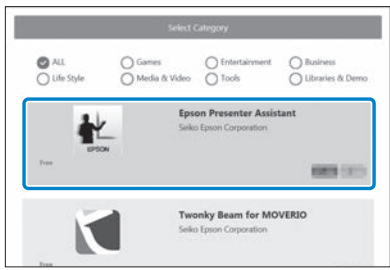 Select Category
ALL Games Entertainment Business
Life Style Media & Video Tools Libraries & Demo
Epson Presenter Assistant
Seiko Epson Corporation
EPSON
Free
Twonky Beam for MOVERIO
Seiko Epson Corporation
Free